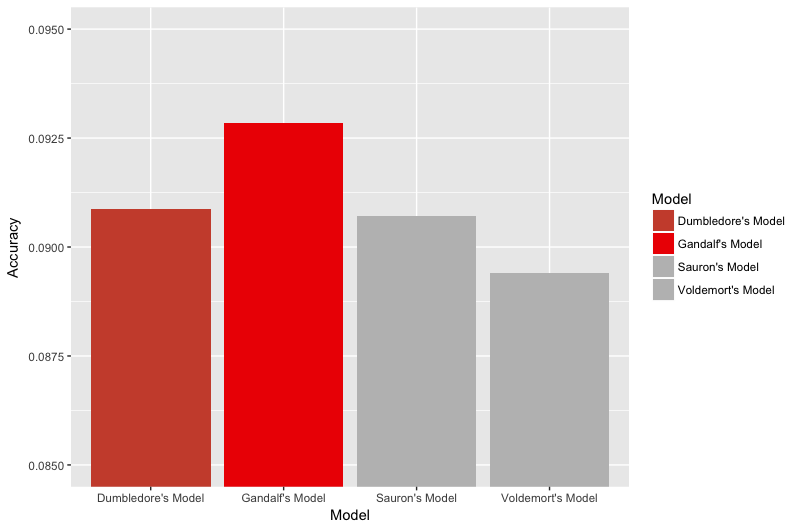 0.0950
0.0925
0.0900
0.0875
0.0850
Accuracy
Dumbledore's Model
Gandalf's Model
Sauron's Model
Voldemort's Model
Model
Model
Dumbledore's Model
Gandalf's Model
Sauron's Model
Voldemort's Model